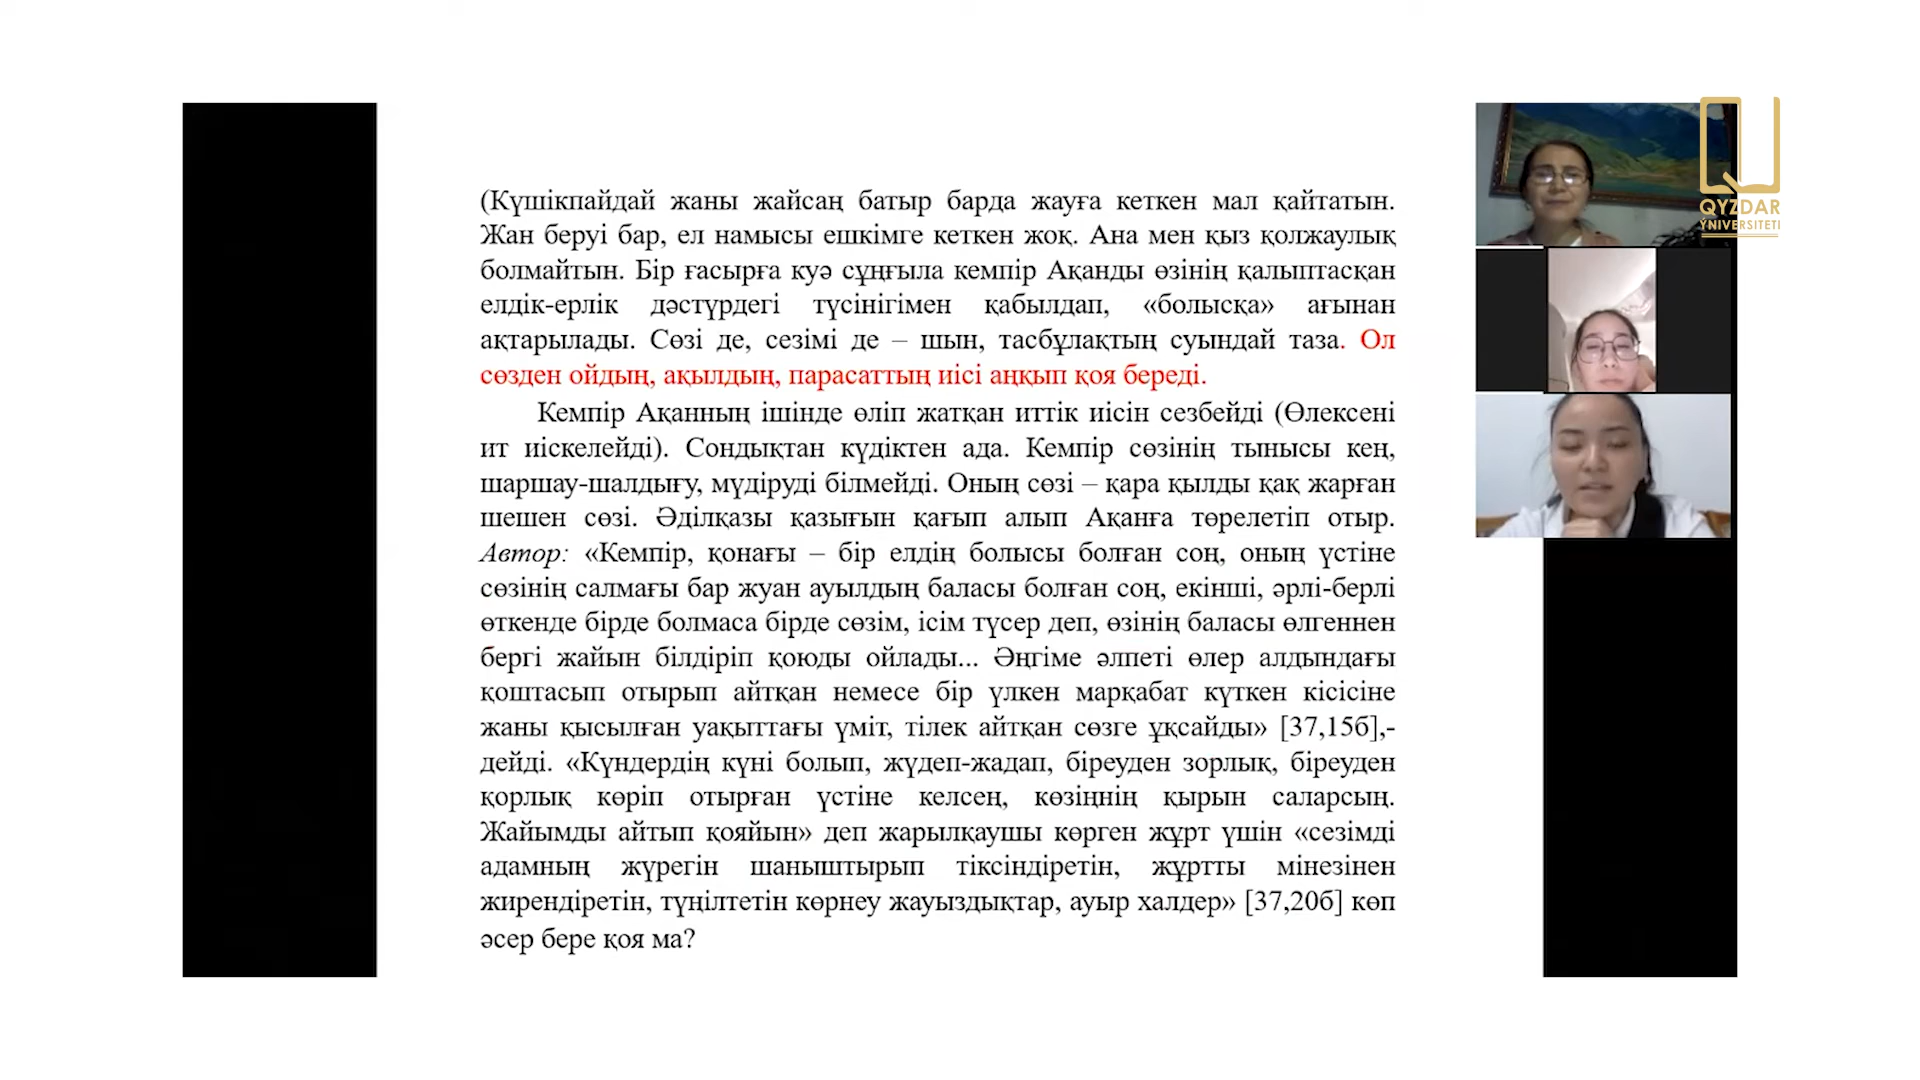 (Күшікпайдай жаны жайсаң батыр барда жауға кеткен мал қайтатын.
Жан беруі бар, ел намысы ешкімге кеткен жоқ. Ана мен қыз қолжаулық
болмайтын. Бір ғасырға куә сұңғыла кемпір Ақанды өзінің қалыптасқан
елдік-ерлік дәстүрдегі түсінігімен қабылдап, «болысқа» ағынан
ақтарылады. Сөзі де, сезімі де – шын, тасбұлақтың суындай таза. Ол
сөзден ойдың, ақылдың, парасаттың иісі аңқып қоя береді.
Кемпір Ақанның ішінде өліп жатқан иттік иісін сезбейді (Өлексені
ит иіскелейді). Сондықтан күдіктен ада. Кемпір сөзінің тынысы кең,
шаршау-шалдығу, мүдіруді білмейді. Оның сөзі – қара қылды қақ жарған
шешен сөзі. Әділқазы қазығын қағып алып Ақанға төрелетіп отыр.
Автор: «Кемпір, қонағы – бір елдің болысы болған соң, оның үстіне
сөзінің салмағы бар жуан ауылдың баласы болған соң, екінші, әрлі-берлі
өткенде бірде болмаса бірде сөзім, ісім түсер деп, өзінің баласы өлгеннен
бергі жайын білдіріп қоюды ойлады... Әңгіме әлпеті өлер алдындағы
қоштасып отырып айтқан немесе бір үлкен марқабат күткен кісісіне
жаны қысылған уақыттағы үміт, тілек айтқан сөзге ұқсайды» [37,15б],-
дейді. «Күндердің күні болып, жүдеп-жадап, біреуден зорлық, біреуден
қорлық көріп отырған үстіне келсең, көзіңнің қырын саларсың.
Жайымды айтып қояйын» деп жарылқаушы көрген жұрт үшін «сезімді
адамның жүрегін шаныштырып тіксіндіретін, жұртты мінезінен
жирендіретін, түңілтетін көрнеу жауыздықтар, ауыр халдер» [37,20б] көп
әсер бере қоя ма?
QYZDAR
ÝNIVERSITETI